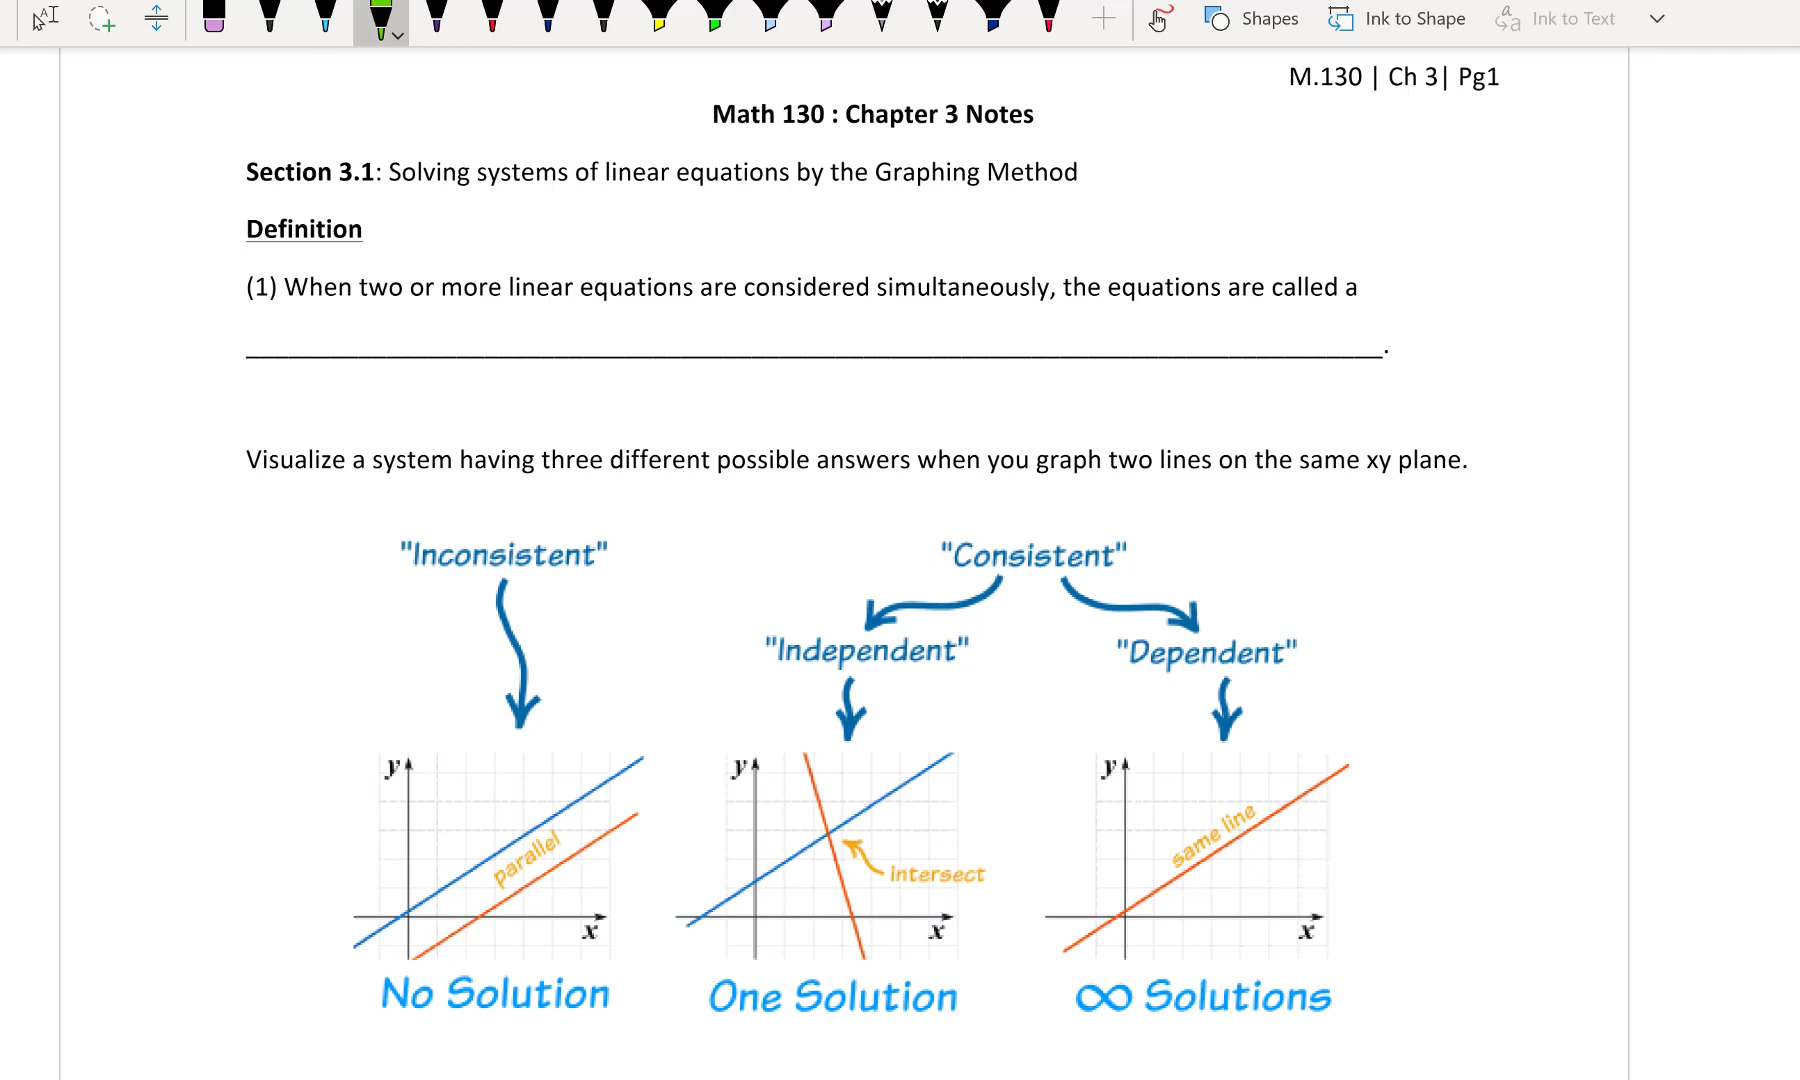 Shapes Ink to Shape Ink to Text
M.130 | Ch 3| Pg1
Math 130 : Chapter 3 Notes
Section 3.1: Solving systems of linear equations by the Graphing Method
Definition
(1) When two or more linear equations are considered simultaneously, the equations are called a
.
Visualize a system having three different possible answers when you graph two lines on the same xy plane.
"Inconsistent" "Consistent"
"Independent" "Dependent"
y y y
parallel same line
intersect
x x x
No Solution One Solution ∞ Solutions